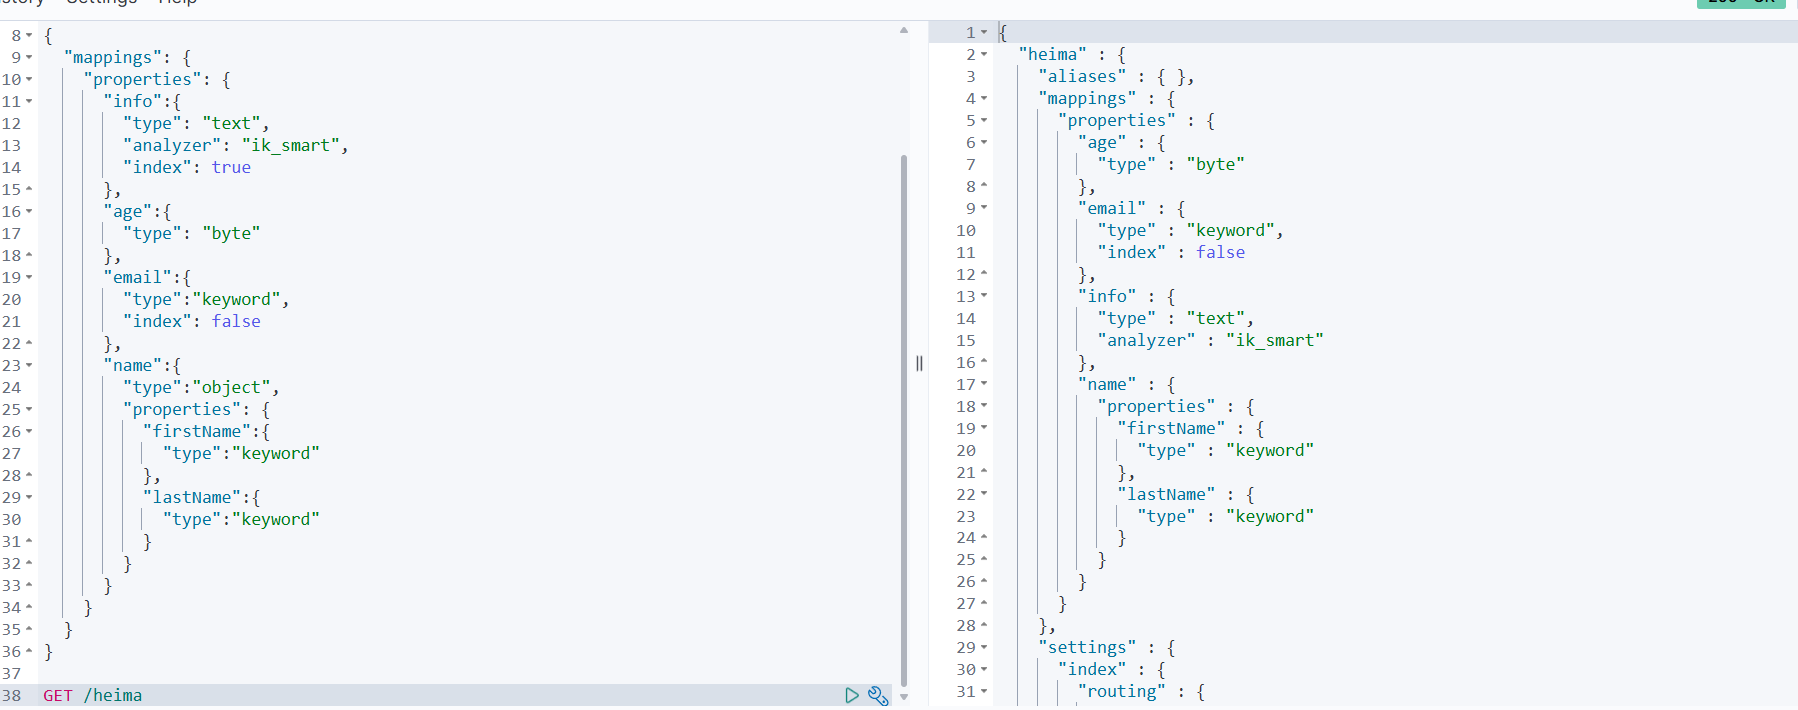 Settings
Help
8 {
9 "mappings": {
10 "properties": {
11 "info":{
12 "type": "text",
13 "analyzer": "ik_smart",
14 "index": true
15 },
16 "age":{
17 "type": "byte"
18 },
19 "email":{
20 "type":"keyword",
21 "index": false
22 },
23 "name":{
24 "type":"object",
25 "properties": {
26 "firstName":{
27 "type":"keyword"
28 },
29 "lastName":{
30 "type":"keyword"
31 }
32 }
33 }
34 }
35 }
36 }
37
38 GET /heima
1 {
2 "heima" : {
3 "aliases" : { },
4 "mappings" : {
5 "properties" : {
6 "age" : {
7 "type" : "byte"
8 },
9 "email" : {
10 "type" : "keyword",
11 "index" : false
12 },
13 "info" : {
14 "type" : "text",
15 "analyzer" : "ik_smart"
16 },
17 "name" : {
18 "properties" : {
19 "firstName" : {
20 "type" : "keyword"
21 },
22 "lastName" : {
23 "type" : "keyword"
24 }
25 }
26 }
27 }
28 },
29 "settings" : {
30 "index" : {
31 "routing" : {